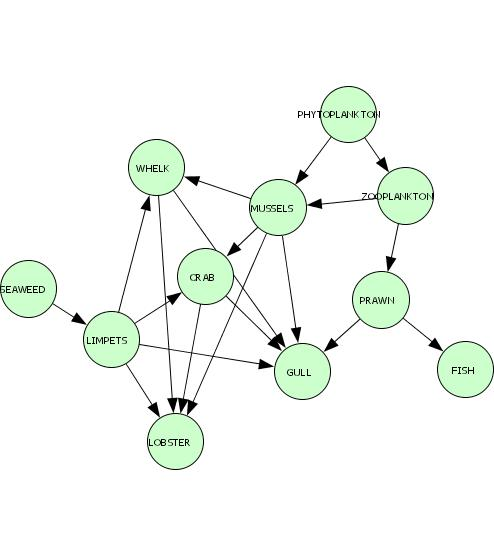 PHYTOPLANKTON
WHELK
ZOOPLANKTON
MUSSELS
CRAB
SEAWEED
PRAWN
LIMPETS
GULL
FISH
LOBSTER